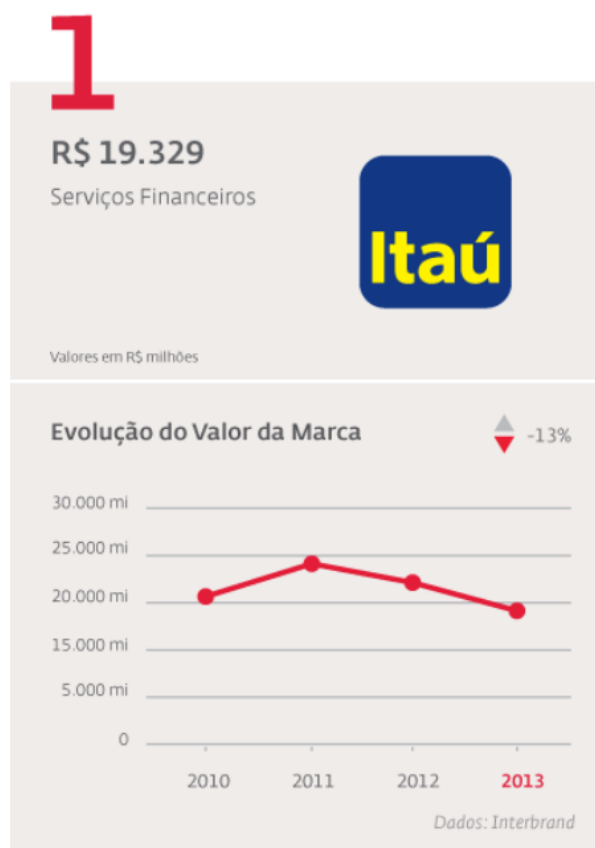 1
R$ 19.329
Serviços Financeiros
Itaú
Valores em R$ milhões
Evolução do Valor da Marca
-13%
30.000 mi
25.000 mi
20.000 mi
15.000 mi
5.000 mi
0
2010 2011 2012 2013
Dados: Interbrand